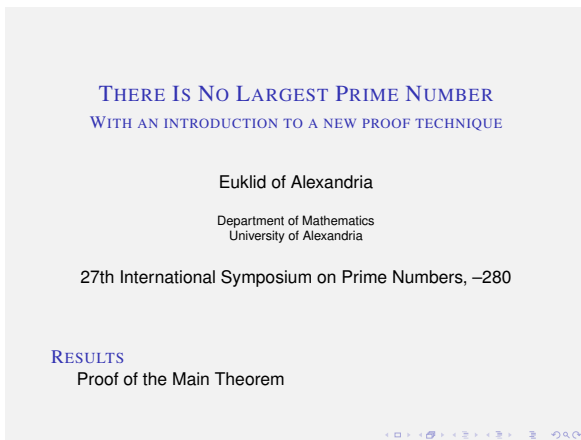 THERE IS NO LARGEST PRIME NUMBER
WITH AN INTRODUCTION TO A NEW PROOF TECHNIQUE
Euklid of Alexandria
Department of Mathematics
University of Alexandria
27th International Symposium on Prime Numbers, –280
RESULTS
Proof of the Main Theorem